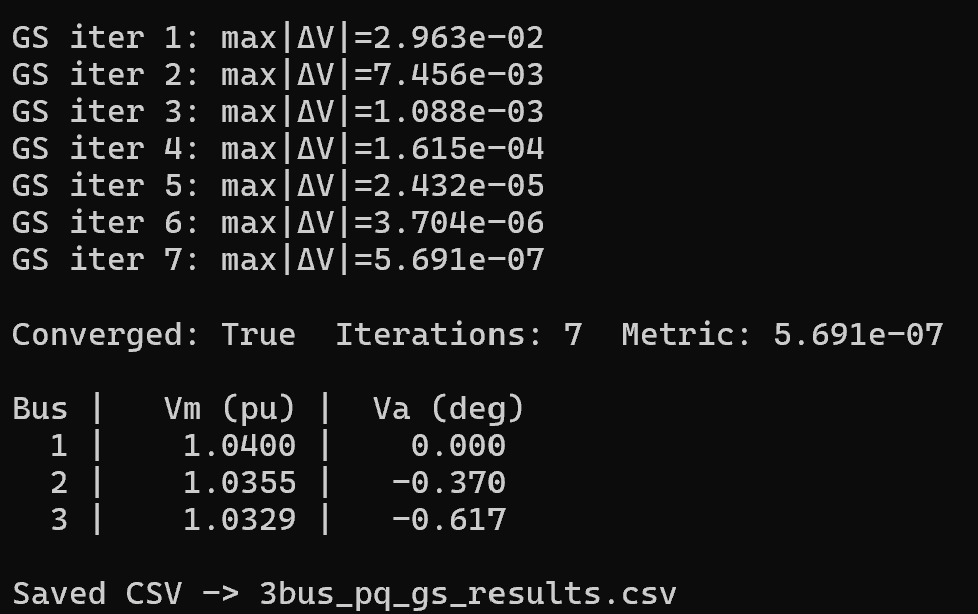 GS iter 1: max|ΔV|=2.963e-02
GS iter 2: max|ΔV|=7.456e-03
GS iter 3: max|ΔV|=1.088e-03
GS iter 4: max|ΔV|=1.615e-04
GS iter 5: max|ΔV|=2.432e-05
GS iter 6: max|ΔV|=3.704e-06
GS iter 7: max|ΔV|=5.691e-07
Converged: True  Iterations: 7  Metric: 5.691e-07
Bus |   Vm (pu) |  Va (deg)
  1 |    1.0400 |    0.000
  2 |    1.0355 |   -0.370
  3 |    1.0329 |   -0.617
Saved CSV -> 3bus_pq_gs_results.csv